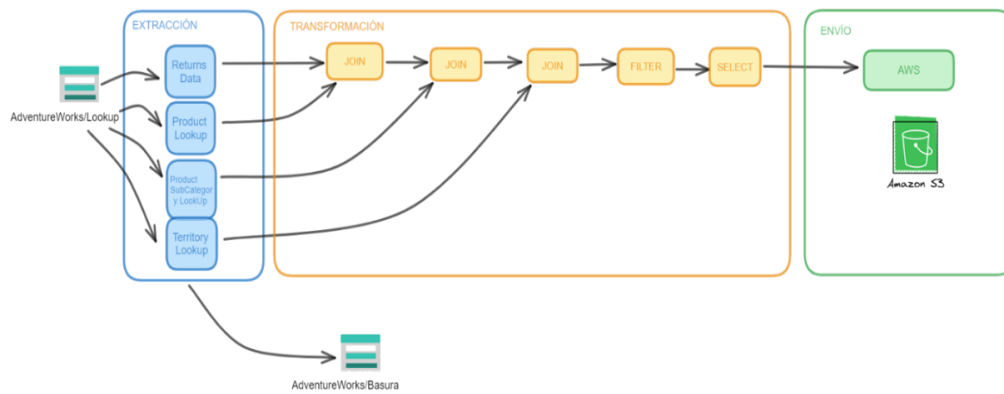 EXTRACCIÓN
TRANSFORMACIÓN
ENVÍO
Returns
Data
JOIN
JOIN
JOIN
FILTER
SELECT
AWS
AdventureWorks/Lookup
Product
Lookup
Product
SubCategor
y LookUp
Territory
Lookup
Amazon S3
AdventureWorks/Basura